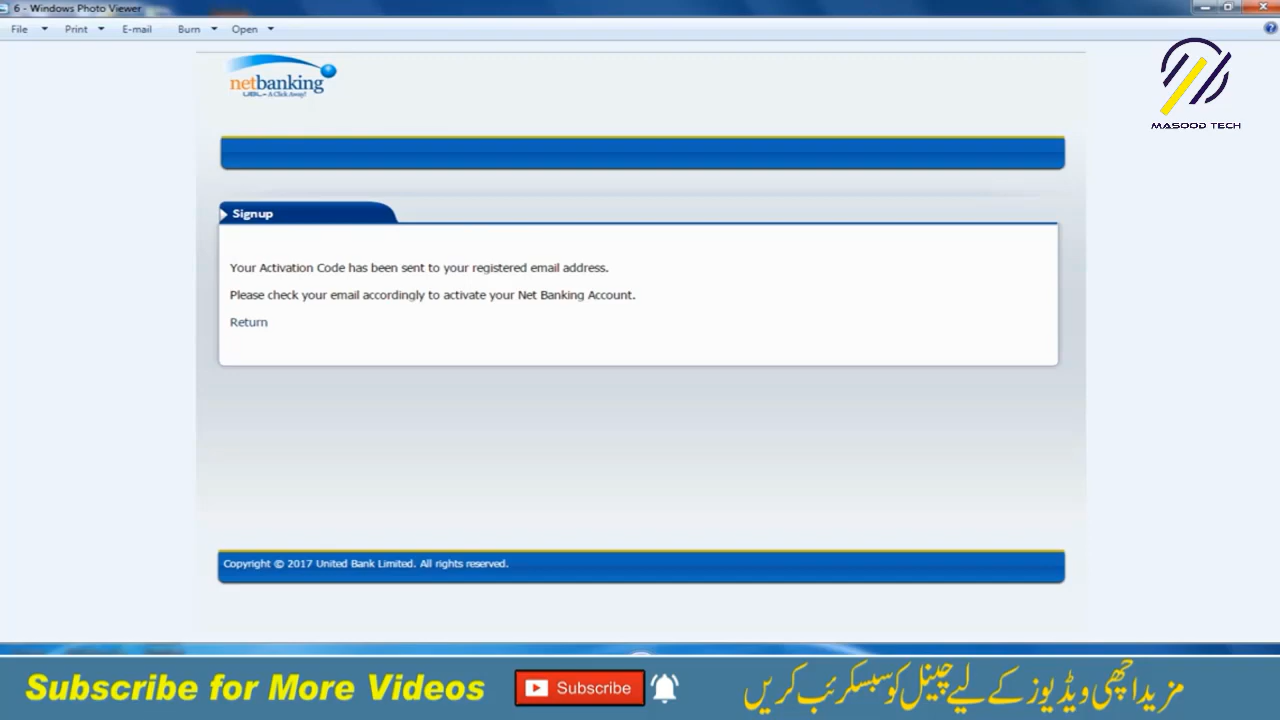 6 - Windows Photo Viewer
File Print E-mail Burn Open
netbanking
UBL - A Click Away!
MASOOD TECH
Signup
Your Activation Code has been sent to your registered email address.
Please check your email accordingly to activate your Net Banking Account.
Return
Copyright © 2017 United Bank Limited. All rights reserved.
Subscribe for More Videos
Subscribe
مزید اچھی ویڈیوز کے لیے چینل کو سبسکرائب کریں